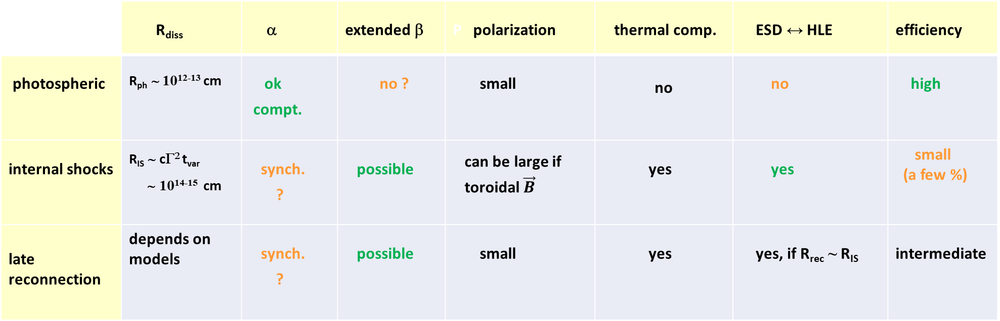 R_diss α extended β P polarization thermal comp. ESD ↔ HLE efficiency
photospheric R_ph ~ 10^12-13 cm ok no ? small no no high
compt.
internal shocks R_IS ~ cΓ^2 t_var synch. possible can be large if yes yes small
~ 10^14-15 cm ? toroidal B⃗ (a few %)
late depends on synch. possible small yes yes, if R_rec ~ R_IS intermediate
reconnection models ?